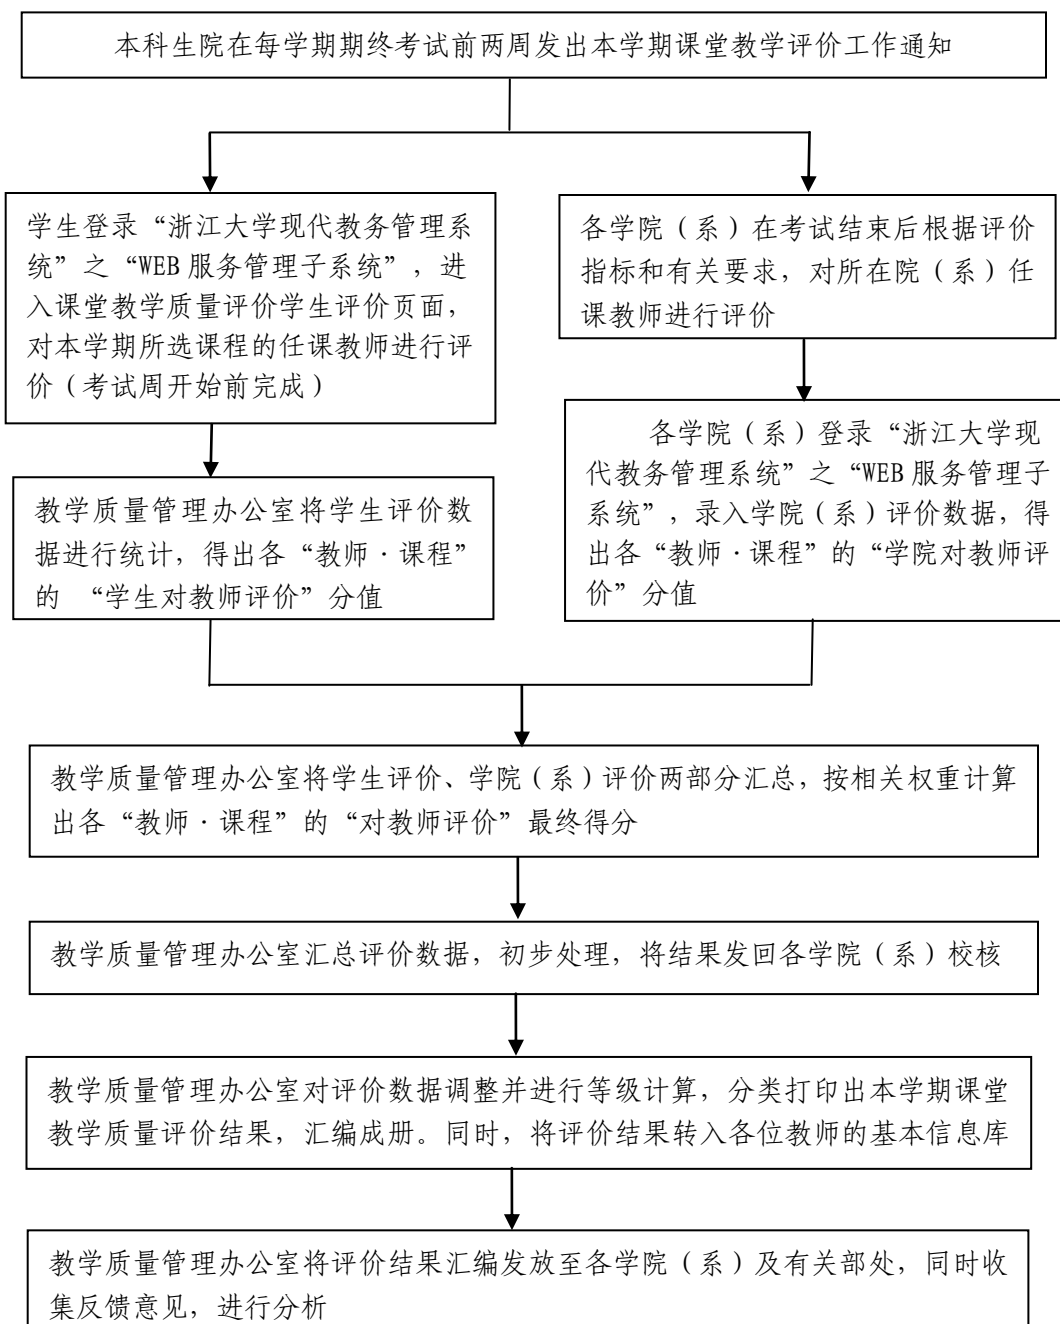 本科生院在每学期期终考试前两周发出本学期课堂教学评价工作通知
学生登录“浙江大学现代教务管理系
统”之“WEB 服务管理子系统”，进
入课堂教学质量评价学生评价页面，
对本学期所选课程的任课教师进行评
价（考试周开始前完成）
教学质量管理办公室将学生评价数
据进行统计，得出各“教师·课程”
的 “学生对教师评价”分值
各学院（系）在考试结束后根据评价
指标和有关要求，对所在院（系）任
课教师进行评价
各学院（系）登录“浙江大学现
代教务管理系统”之“WEB 服务管理子
系统”，录入学院（系）评价数据，得
出各“教师·课程”的“学院对教师评
价”分值
教学质量管理办公室将学生评价、学院（系）评价两部分汇总，按相关权重计算
出各“教师·课程”的“对教师评价”最终得分
教学质量管理办公室汇总评价数据，初步处理，将结果发回各学院（系）校核
教学质量管理办公室对评价数据调整并进行等级计算，分类打印出本学期课堂
教学质量评价结果，汇编成册。同时，将评价结果转入各位教师的基本信息库
教学质量管理办公室将评价结果汇编发放至各学院（系）及有关部处，同时收
集反馈意见，进行分析